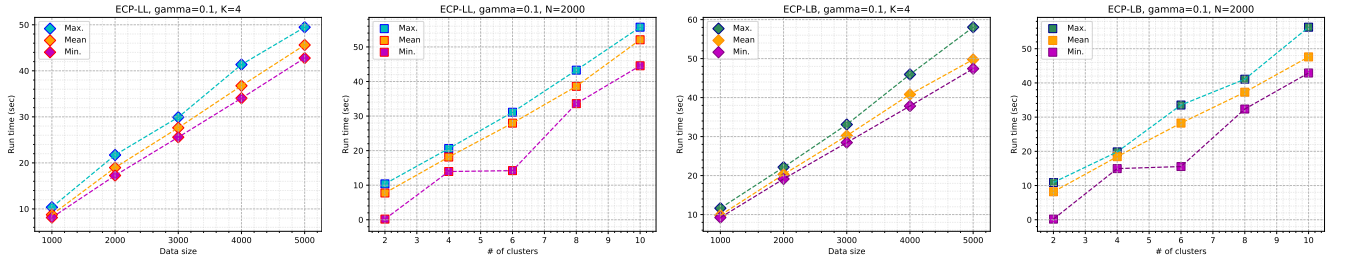 ECP-LL, gamma=0.1, K=4
Max.
Mean
Min.
Run time (sec)
50
40
30
20
10
1000 2000 3000 4000 5000
Data size
ECP-LL, gamma=0.1, N=2000
Max.
Mean
Min.
Run time (sec)
50
40
30
20
10
0
2 3 4 5 6 7 8 9 10
# of clusters
ECP-LB, gamma=0.1, K=4
Max.
Mean
Min.
Run time (sec)
60
50
40
30
20
10
1000 2000 3000 4000 5000
Data size
ECP-LB, gamma=0.1, N=2000
Max.
Mean
Min.
Run time (sec)
50
40
30
20
10
0
2 3 4 5 6 7 8 9 10
# of clusters